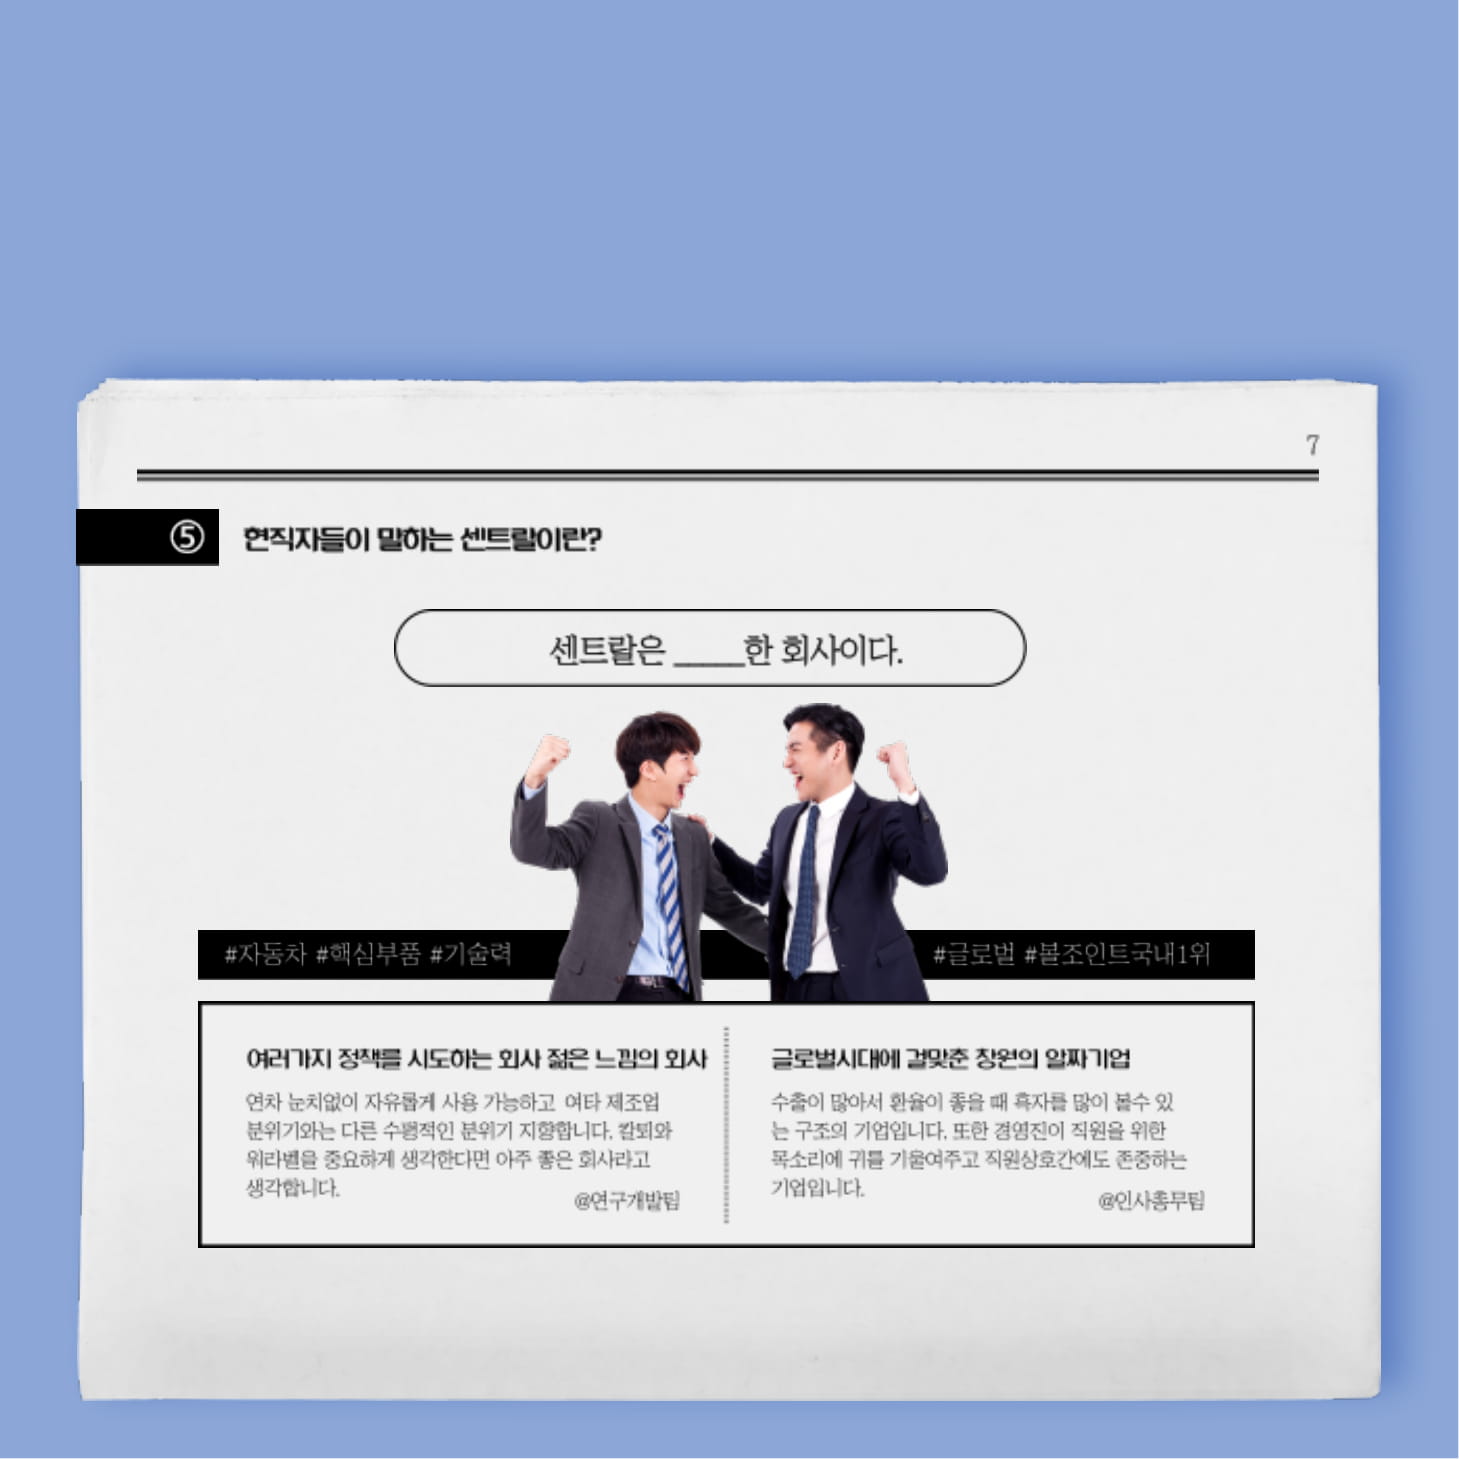 7
⑤ 현직자들이 말하는 센트랄이란?
센트랄은 ____한 회사이다.
#자동차 #핵심부품 #기술력
#글로벌 #볼조인트국내1위
여러가지 정책를 시도하는 회사 젊은 느낌의 회사
연차 눈치없이 자유롭게 사용 가능하고 여타 제조업
분위기와는 다른 수평적인 분위기 지향합니다. 칼퇴와
워라벨을 중요하게 생각한다면 아주 좋은 회사라고
생각합니다.
@연구개발팀
글로벌시대에 걸맞춘 창원의 알짜기업
수출이 많아서 환율이 좋을 때 흑자를 많이 볼수 있
는 구조의 기업입니다. 또한 경영진이 직원을 위한
목소리에 귀를 기울여주고 직원상호간에도 존중하는
기업입니다.
@인사총무팀